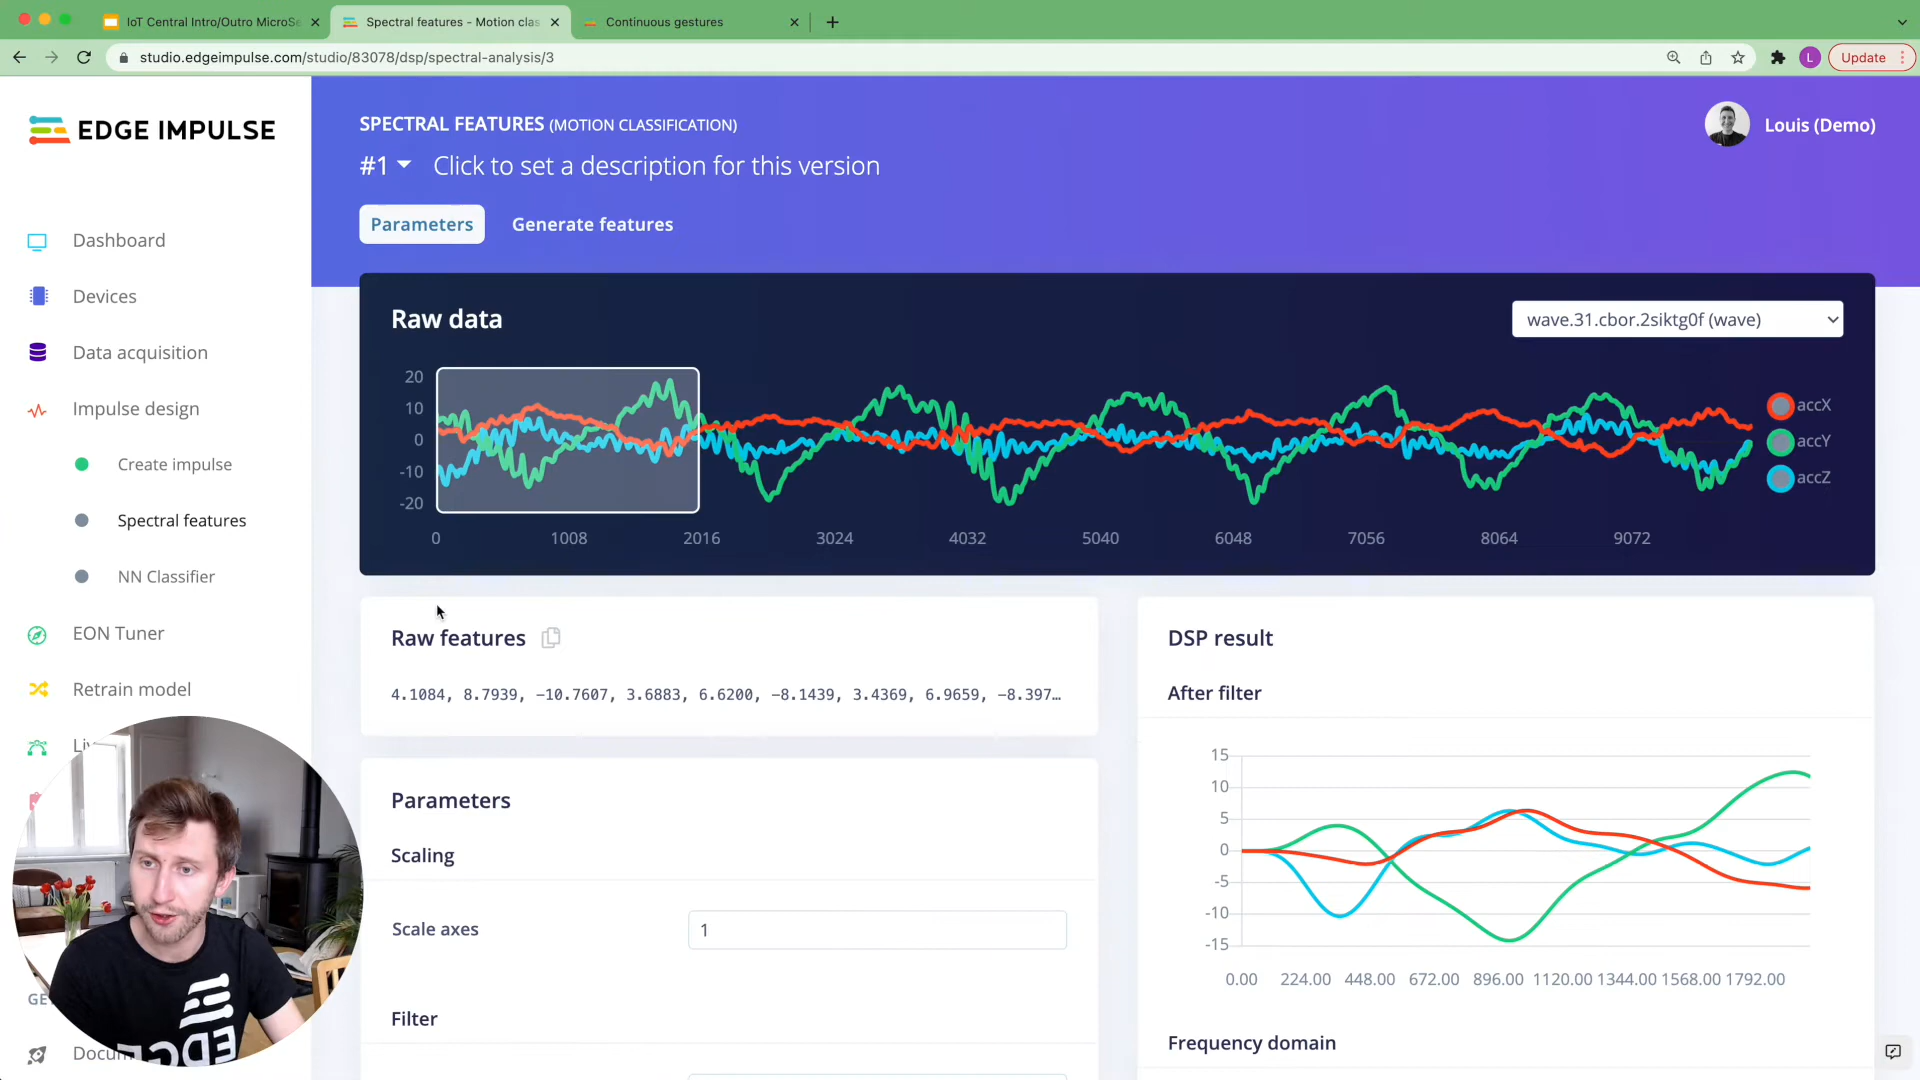 IoT Central Intro/Outro MicroSe
Spectral features - Motion clas
Continuous gestures
studio.edgeimpulse.com/studio/83078/dsp/spectral-analysis/3
L
Update
EDGE IMPULSE
SPECTRAL FEATURES (MOTION CLASSIFICATION)
#1 Click to set a description for this version
Louis (Demo)
Parameters
Generate features
Dashboard
Devices
Data acquisition
Impulse design
Create impulse
Spectral features
NN Classifier
EON Tuner
Retrain model
Raw data
wave.31.cbor.2siktg0f (wave)
20
10
0
-10
-20
0 1008 2016 3024 4032 5040 6048 7056 8064 9072
accX
accY
accZ
Raw features
4.1084, 8.7939, -10.7607, 3.6883, 6.6200, -8.1439, 3.4369, 6.9659, -8.397…
Parameters
Scaling
Scale axes 1
Filter
DSP result
After filter
15
10
5
0
-5
-10
-15
0.00 224.00 448.00 672.00 896.00 1120.00 1344.00 1568.00 1792.00
Frequency domain